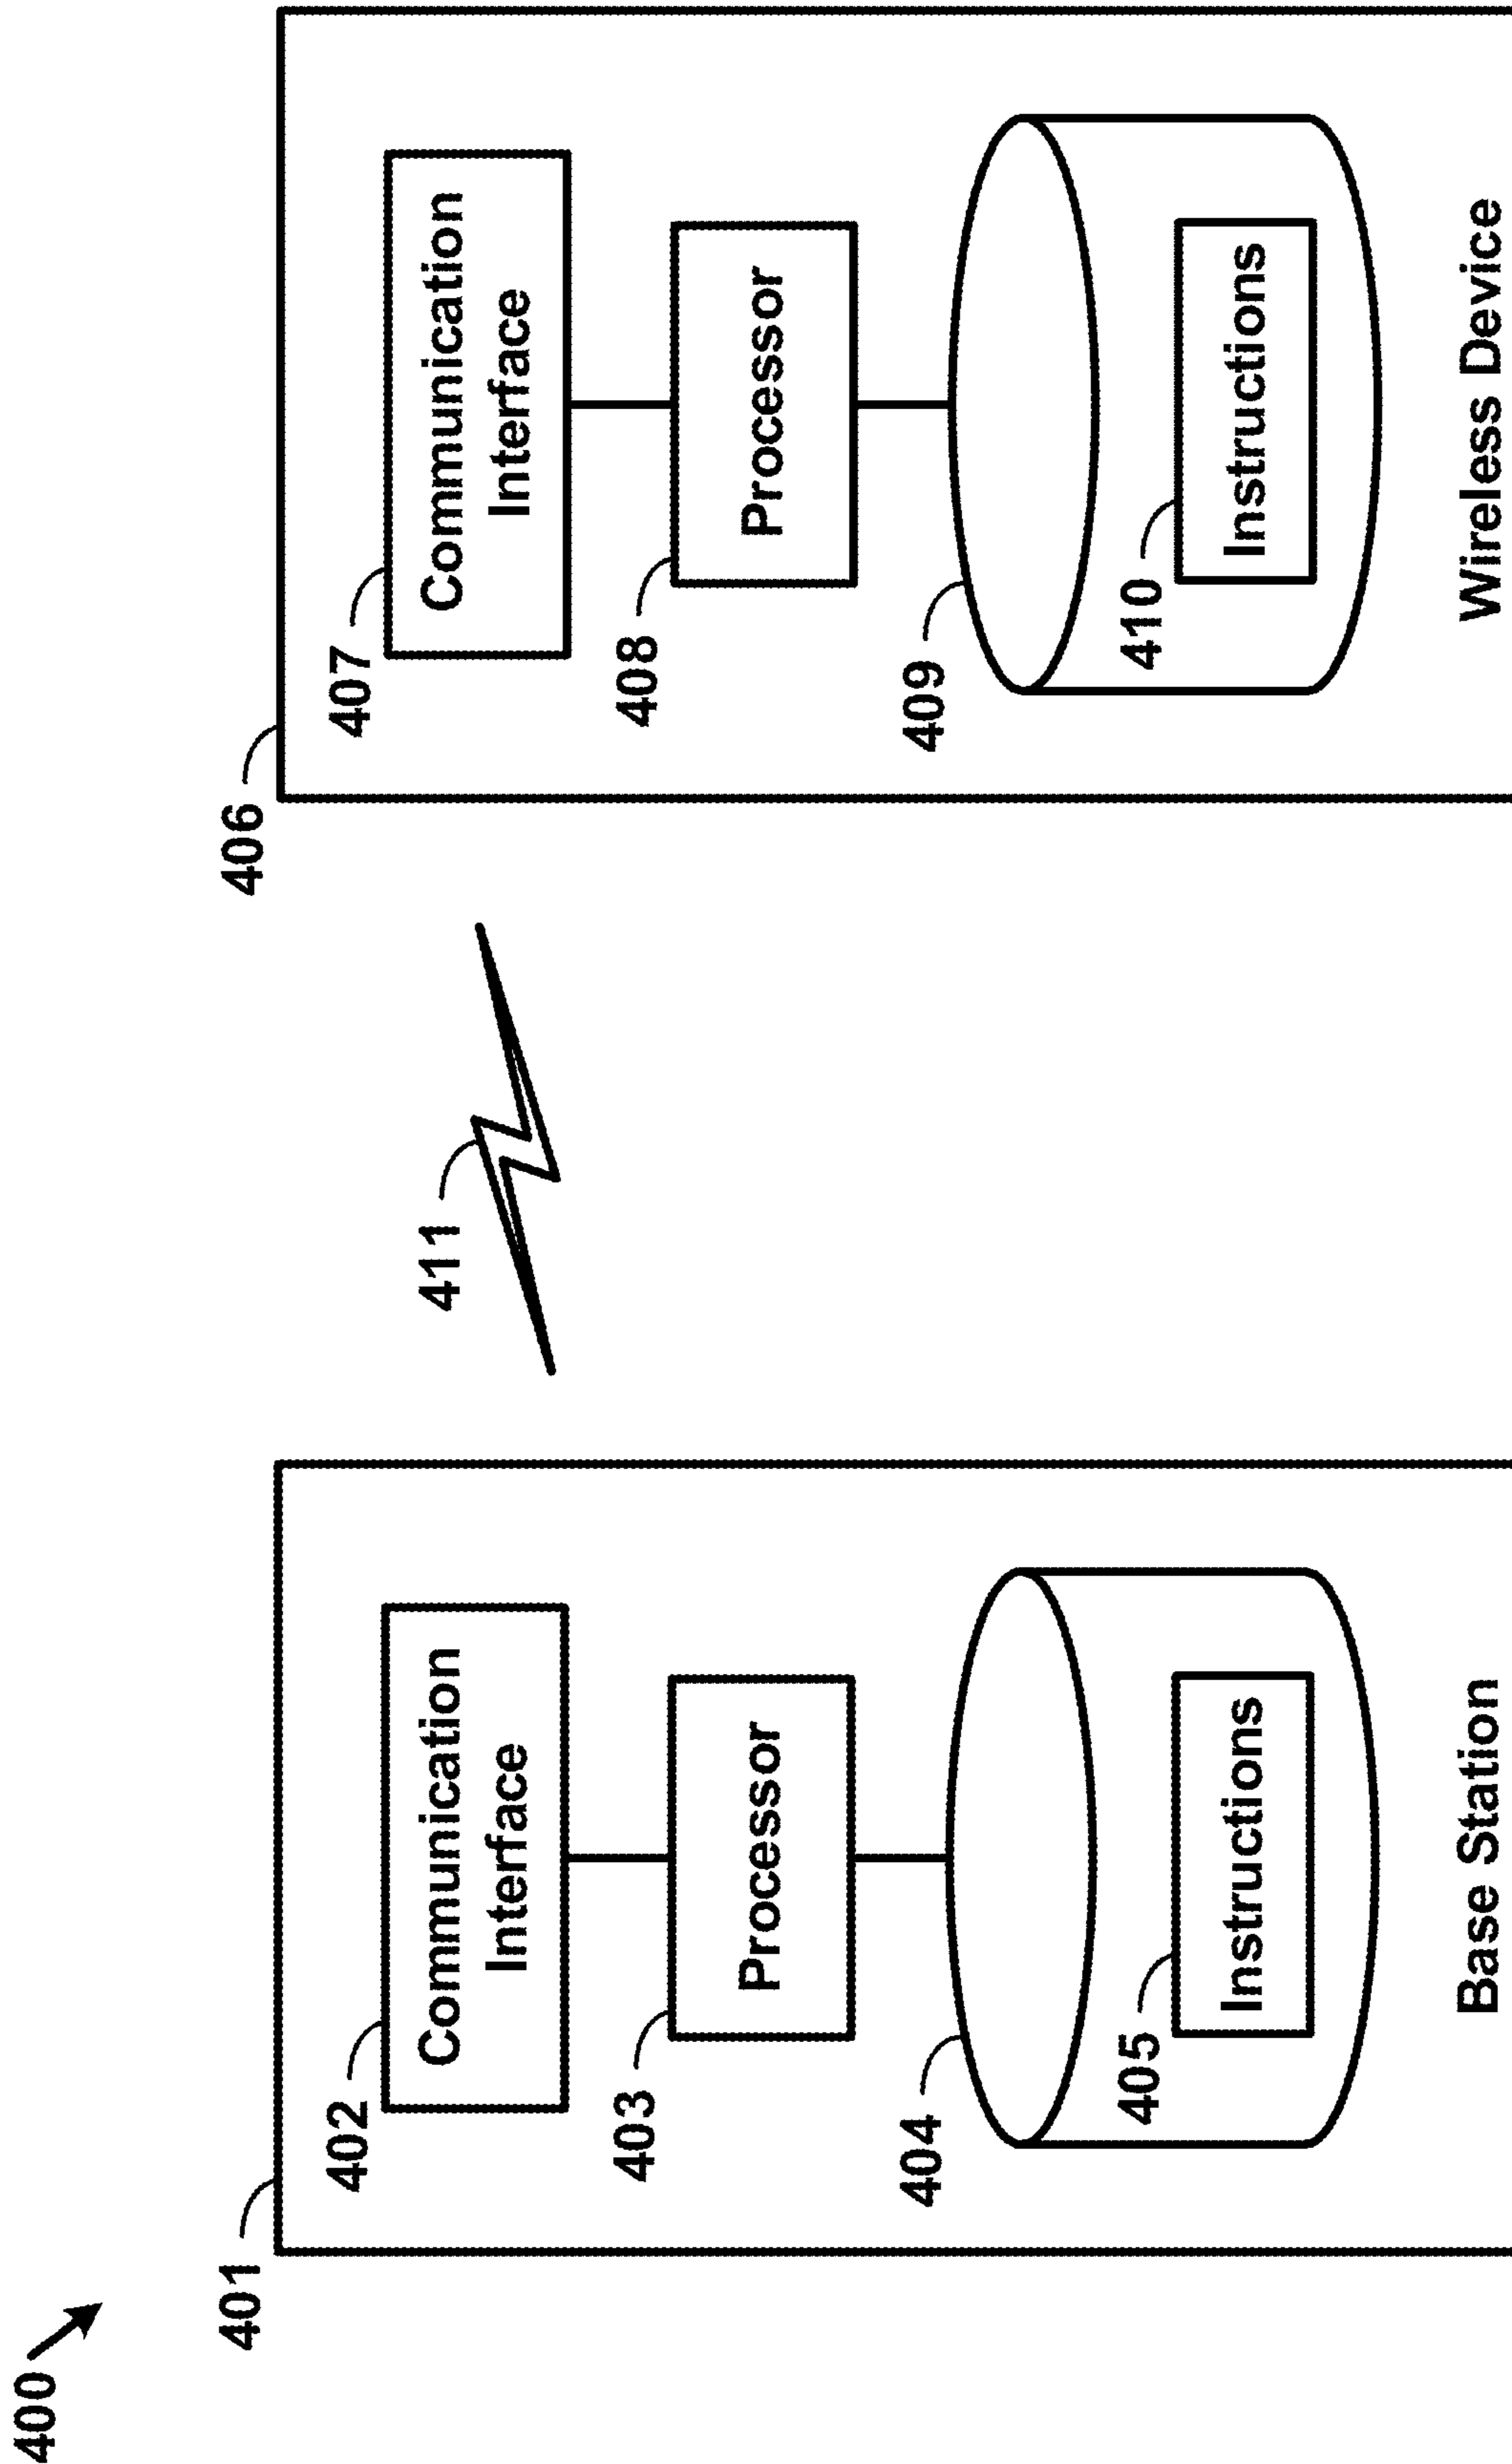 400
401
402
Communication
Interface
403
Processor
404
405
Instructions
Base Station
411
406
407
Communication
Interface
408
Processor
409
410
Instructions
Wireless Device